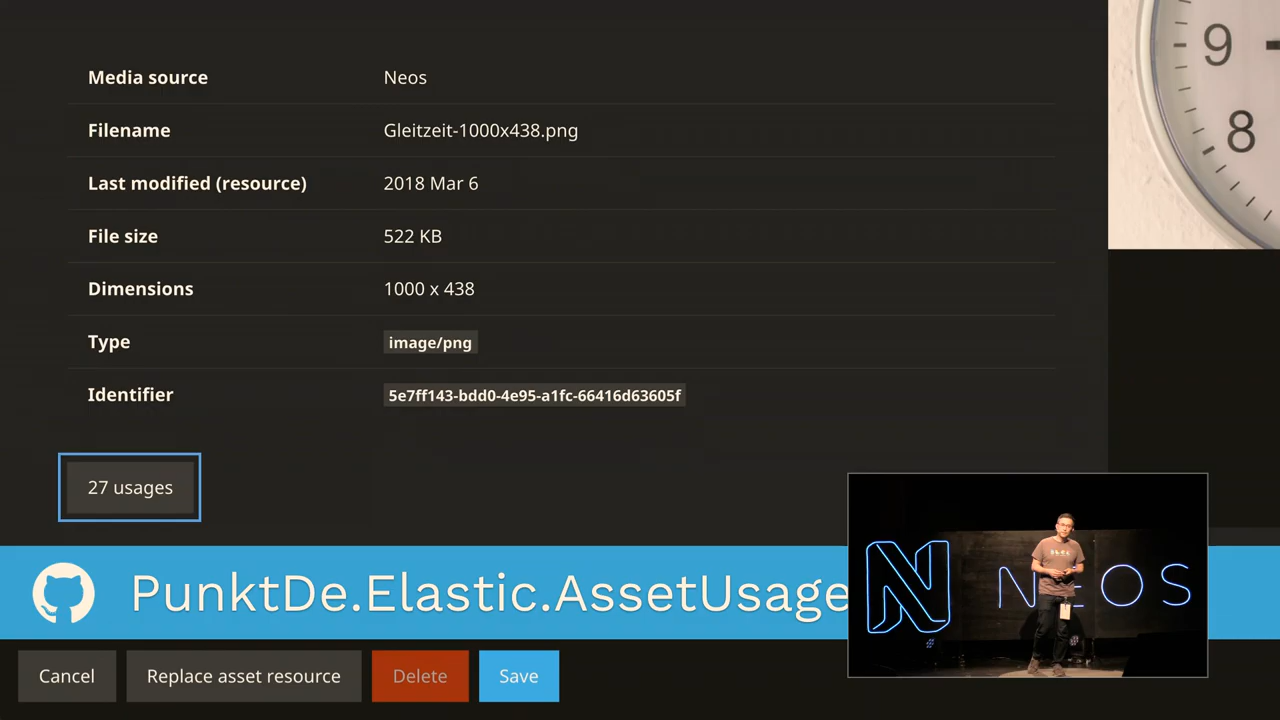 Media source Neos
Filename Gleitzeit-1000x438.png
Last modified (resource) 2018 Mar 6
File size 522 KB
Dimensions 1000 x 438
Type image/png
Identifier 5e7ff143-bdd0-4e95-a1fc-66416d63605f
27 usages
PunktDe.Elastic.AssetUsage
Cancel Replace asset resource Delete Save
9
8
N NEOS